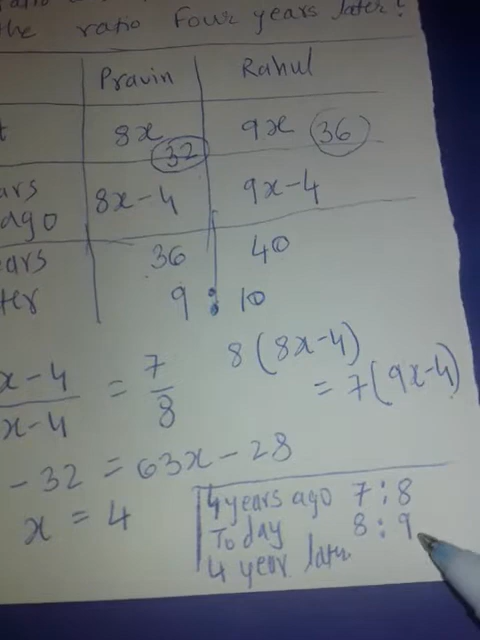 the ratio Four years later?
Pravin Rahul
8x 9x
32 36
ars 8x-4 9x-4
ago
ars 36 40
ter 9 : 10
x-4 / x-4 = 7/8 8(8x-4)
= 7(9x-4)
- 32 = 63x - 28
x = 4
4 years ago 7:8
Today 8:9
4 year late